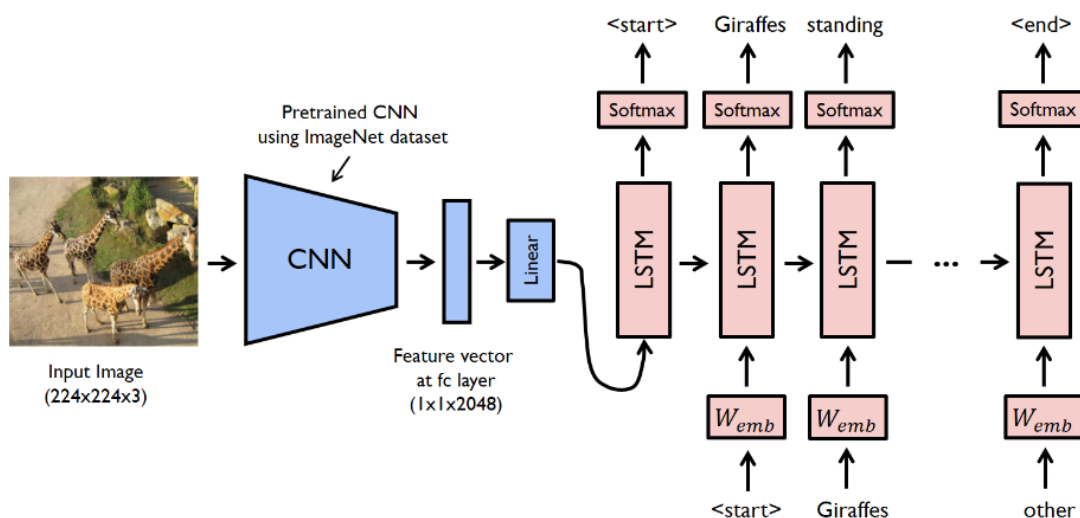 <start>
Giraffes
standing
<end>
Softmax
Softmax
Softmax
Softmax
Pretrained CNN
using ImageNet dataset
CNN
Linear
LSTM
LSTM
LSTM
...
LSTM
Input Image
(224x224x3)
Feature vector
at fc layer
(1x1x2048)
W_emb
W_emb
W_emb
<start>
Giraffes
other